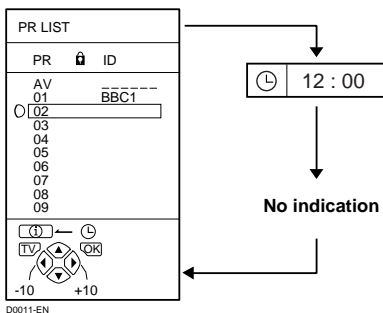 PR LIST
PR ID
AV _ _ _ _ _ _
01 BBC1
02
03
04
05
06
07
08
09
i
TV OK
-10 +10
12 : 00
No indication
D0011-EN